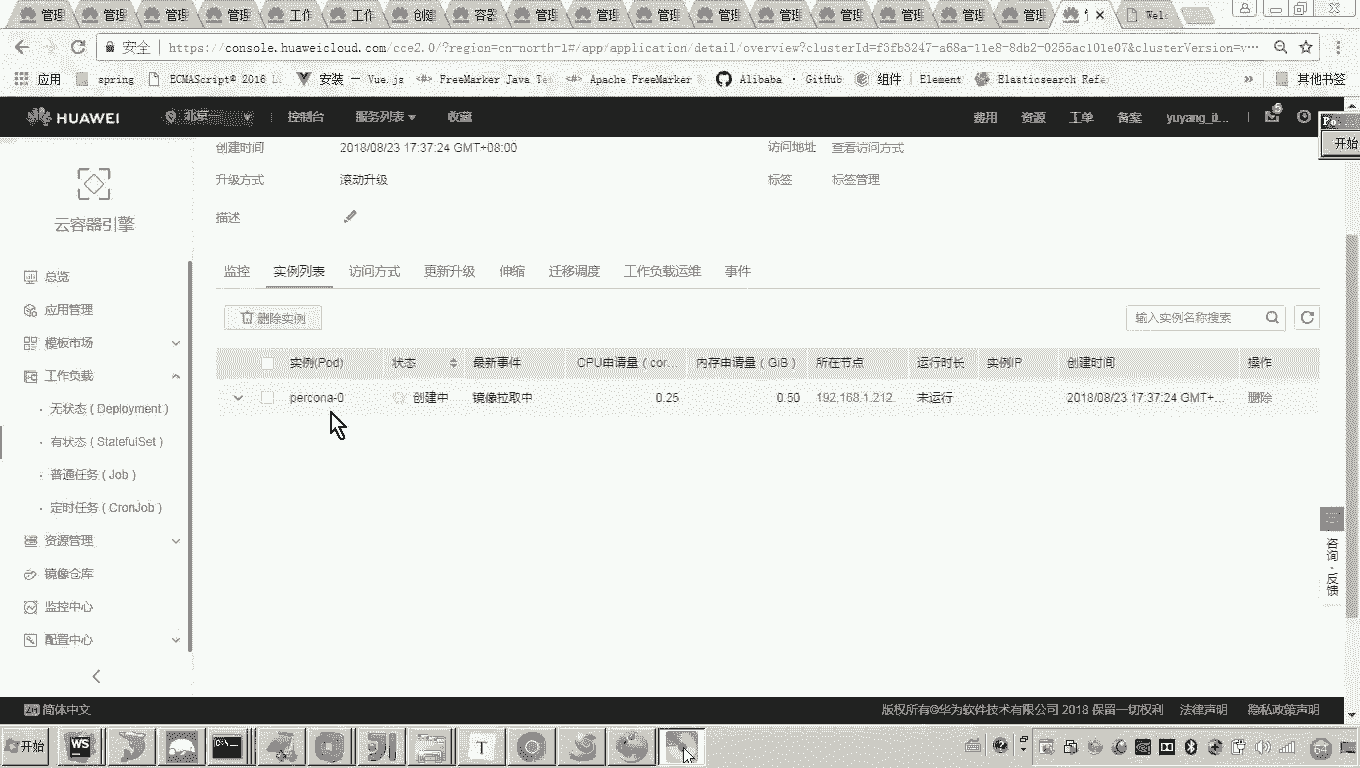 管理 管理 管理 管理 工作 工作 创建 容器 管理 管理 管理 管理 管理 管理 管理 管理 管理
安全 https://console.huaweicloud.com/cce2.0/?region=cn-north-1#/app/application/detail/overview?clusterId=f3fb3247-a68a-11e8-8db2-0255ac101e07&clusterVersion=v…
应用 spring ECMAScript® 2016 安装 — Vue.js FreeMarker Java Apache FreeMarker Alibaba · GitHub 组件 | Element Elasticsearch » 其他书签
HUAWEI 北京 控制台 服务列表 收藏 费用 资源 工单 备案 5
开始
云容器引擎
总览
应用管理
模板市场
工作负载
· 无状态 ( Deployment )
· 有状态 ( StatefulSet )
· 普通任务 ( Job )
· 定时任务 ( CronJob )
资源管理
镜像仓库
监控中心
配置中心
创建时间 2018/08/23 17:37:24 GMT+08:00 访问地址 查看访问方式
升级方式 滚动升级 标签 标签管理
描述
监控 实例列表 访问方式 更新升级 伸缩 迁移调度 工作负载运维 事件
删除实例 输入实例名称搜索
实例(Pod) 状态 最新事件 CPU申请量 ( cor... 内存申请量 ( GiB ) 所在节点 运行时长 实例IP 创建时间 操作
percona-0 创建中 镜像拉取中 0.25 0.50 192.168.1.212 未运行 2018/08/23 17:37:24 GMT+... 删除
咨询·反馈
简体中文 版权所有©华为软件技术有限公司 2018 保留一切权利 法律声明 隐私政策声明
开始 WS C:\ T 64